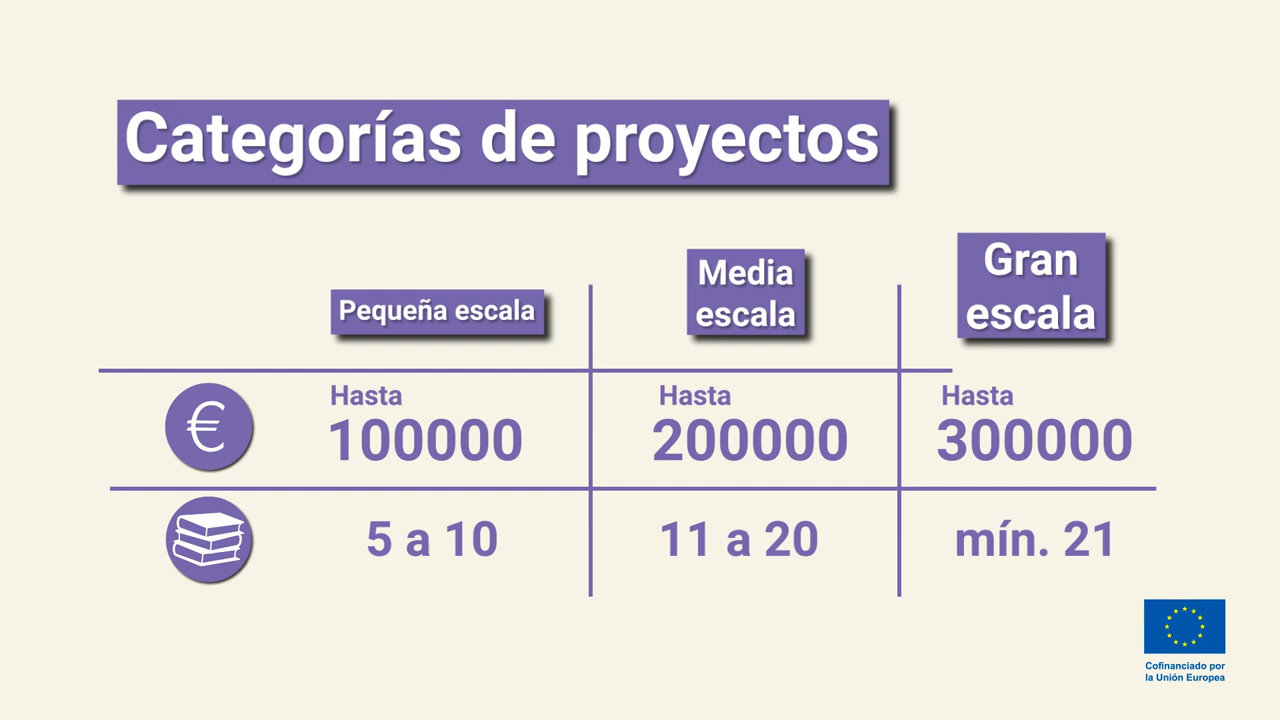 Categorías de proyectos
Pequeña escala
Media
escala
Gran
escala
€
Hasta
100000
Hasta
200000
Hasta
300000
5 a 10
11 a 20
mín. 21
Cofinanciado por
la Unión Europea